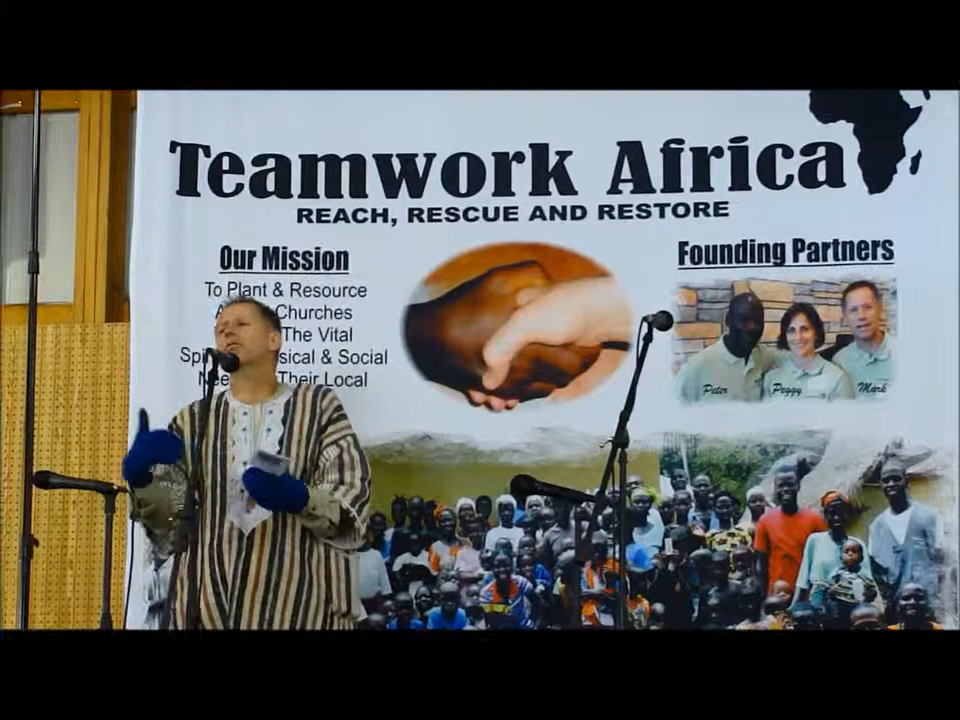 Teamwork Africa
REACH, RESCUE AND RESTORE
Our Mission
To Plant & Resource
Churches
The Vital
Social
Their Local
Founding Partners
Peter
Peggy
Mark